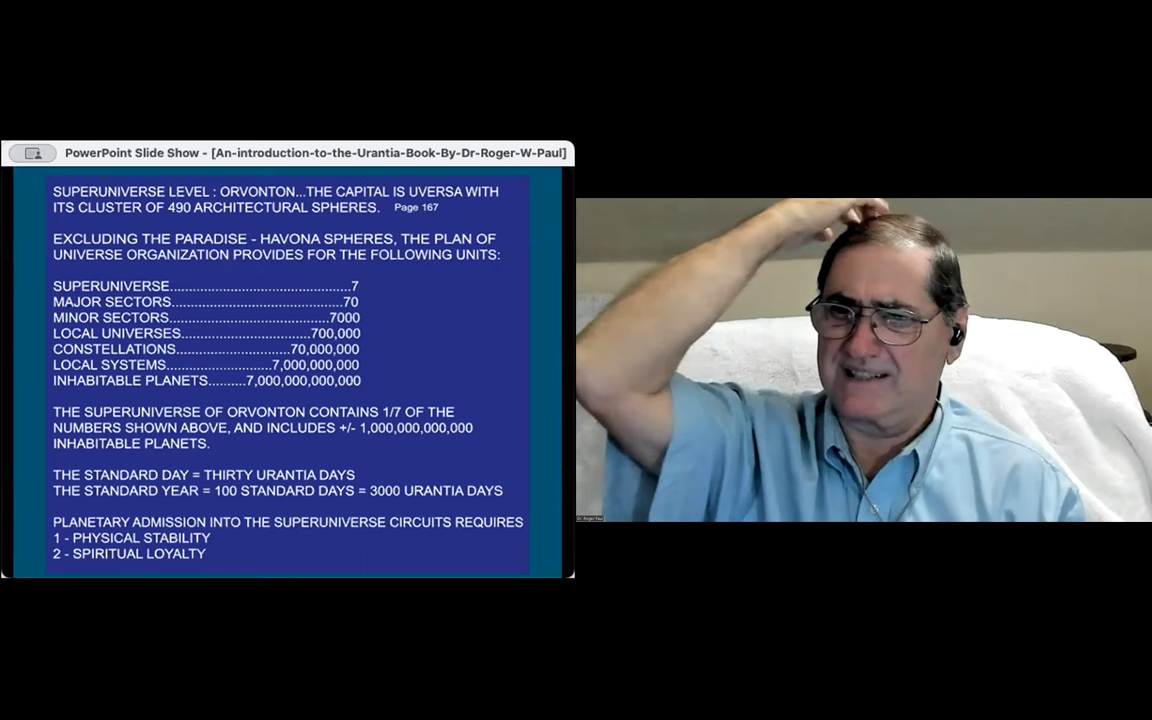 PowerPoint Slide Show - [An-introduction-to-the-Urantia-Book-By-Dr-Roger-W-Paul]
SUPERUNIVERSE LEVEL : ORVONTON...THE CAPITAL IS UVERSA WITH
ITS CLUSTER OF 490 ARCHITECTURAL SPHERES. Page 167
EXCLUDING THE PARADISE - HAVONA SPHERES, THE PLAN OF
UNIVERSE ORGANIZATION PROVIDES FOR THE FOLLOWING UNITS:
SUPERUNIVERSE..............................................7
MAJOR SECTORS...........................................70
MINOR SECTORS........................................7000
LOCAL UNIVERSES................................700,000
CONSTELLATIONS............................70,000,000
LOCAL SYSTEMS..........................7,000,000,000
INHABITABLE PLANETS..........7,000,000,000,000
THE SUPERUNIVERSE OF ORVONTON CONTAINS 1/7 OF THE
NUMBERS SHOWN ABOVE, AND INCLUDES +/- 1,000,000,000,000
INHABITABLE PLANETS.
THE STANDARD DAY = THIRTY URANTIA DAYS
THE STANDARD YEAR = 100 STANDARD DAYS = 3000 URANTIA DAYS
PLANETARY ADMISSION INTO THE SUPERUNIVERSE CIRCUITS REQUIRES
1 - PHYSICAL STABILITY
2 - SPIRITUAL LOYALTY
Dr. Roger Paul